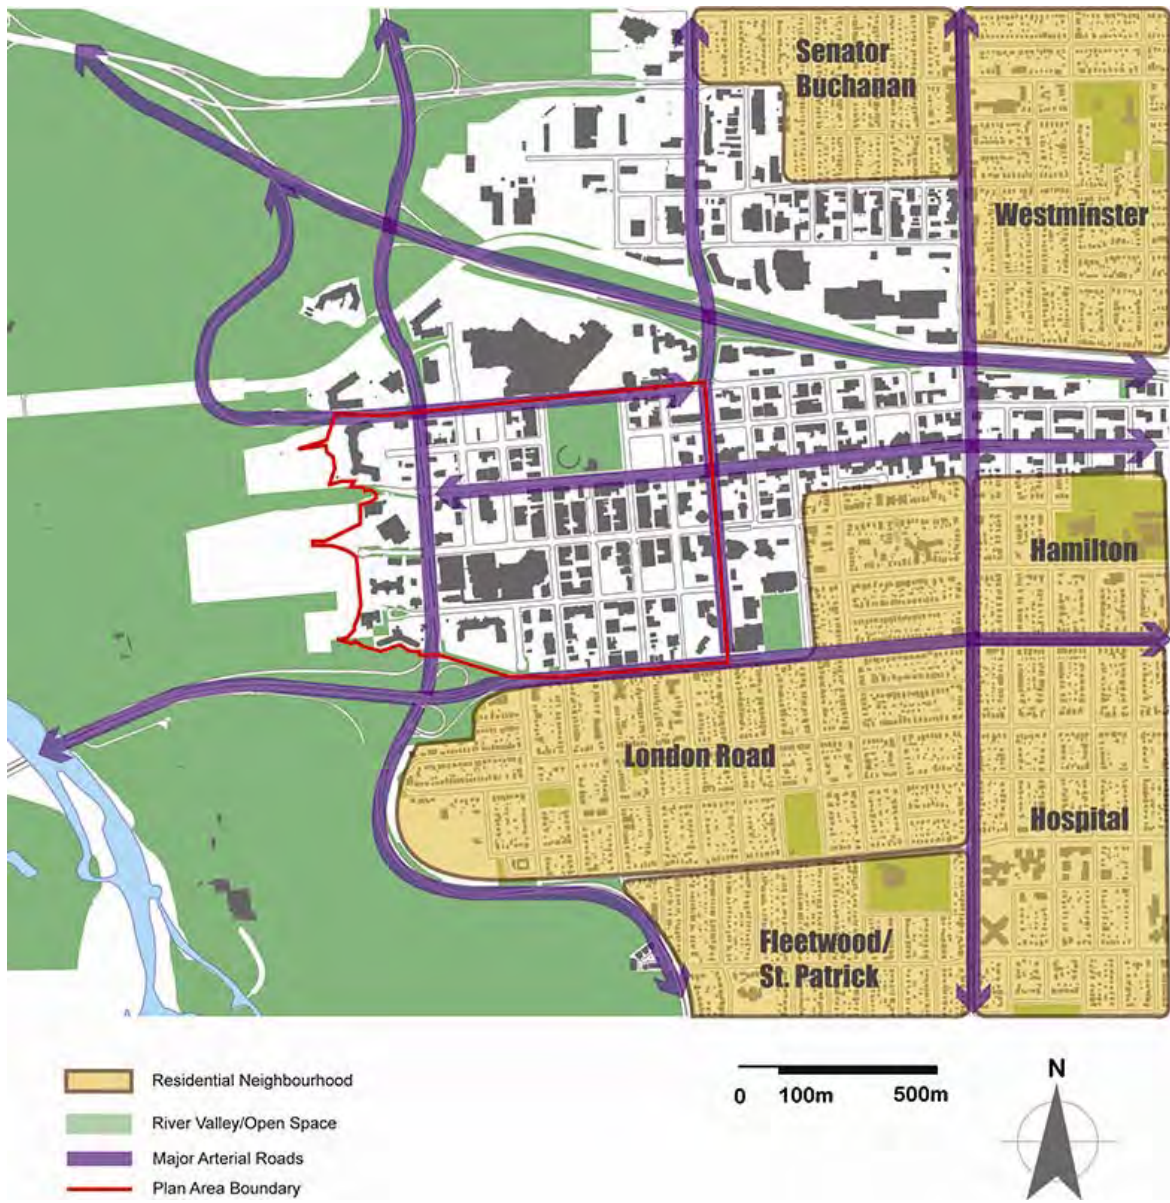 Senator
Buchanan
Westminster
Hamilton
London Road
Hospital
Fleetwood/
St. Patrick
Residential Neighbourhood
River Valley/Open Space
Major Arterial Roads
Plan Area Boundary
0 100m 500m
N